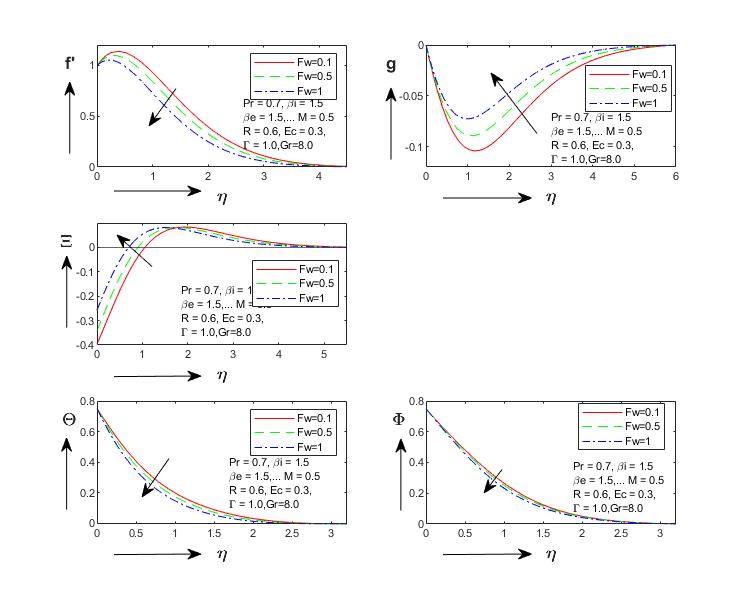 f'
1
0.5
0
0 1 2 3 4
η
Fw=0.1
Fw=0.5
Fw=1
Pr = 0.7, βi = 1.5
βe = 1.5,... M = 0.5
R = 0.6, Ec = 0.3,
Γ = 1.0,Gr=8.0
g
0
-0.05
-0.1
0 1 2 3 4 5 6
η
Fw=0.1
Fw=0.5
Fw=1
Pr = 0.7, βi = 1.5
βe = 1.5,... M = 0.5
R = 0.6, Ec = 0.3,
Γ = 1.0,Gr=8.0
Ξ
0
-0.1
-0.2
-0.3
-0.4
0 1 2 3 4 5
η
Fw=0.1
Fw=0.5
Fw=1
Pr = 0.7, βi = 1
βe = 1.5,... M =
R = 0.6, Ec = 0.3,
Γ = 1.0,Gr=8.0
Θ
0.8
0.6
0.4
0.2
0
0 0.5 1 1.5 2 2.5 3
η
Fw=0.1
Fw=0.5
Fw=1
Pr = 0.7, βi = 1.5
βe = 1.5,... M = 0.5
R = 0.6, Ec = 0.3,
Γ = 1.0,Gr=8.0
Φ
0.8
0.6
0.4
0.2
0
0 0.5 1 1.5 2 2.5 3
η
Fw=0.1
Fw=0.5
Fw=1
Pr = 0.7, βi = 1.5
βe = 1.5,... M = 0.5
R = 0.6, Ec = 0.3,
Γ = 1.0,Gr=8.0